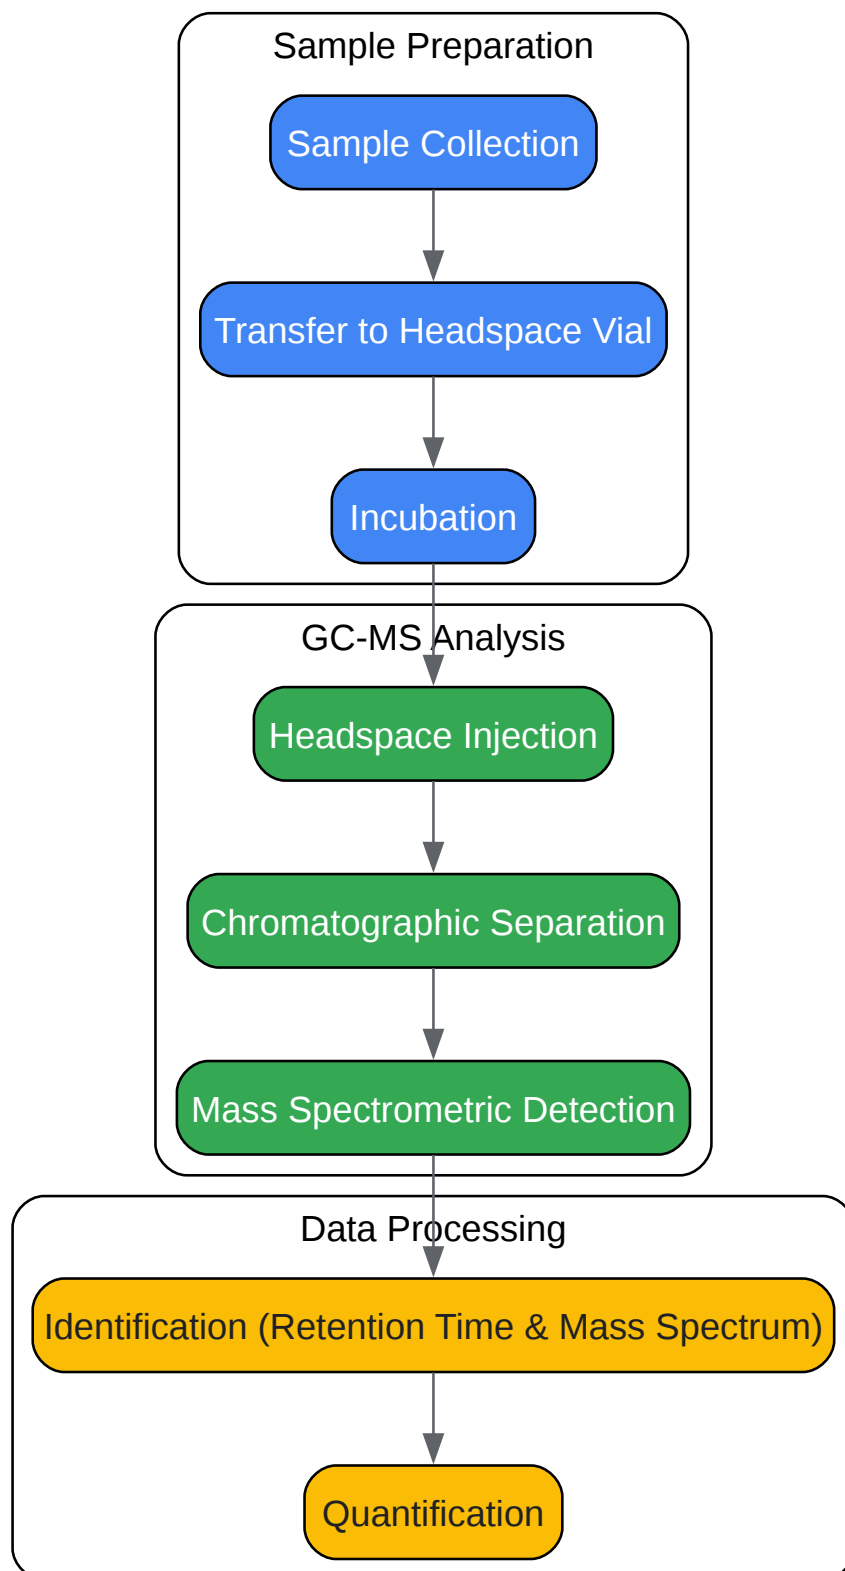 Sample Preparation
Sample Collection
Transfer to Headspace Vial
Incubation
GC-MS Analysis
Headspace Injection
Chromatographic Separation
Mass Spectrometric Detection
Data Processing
Identification (Retention Time & Mass Spectrum)
Quantification